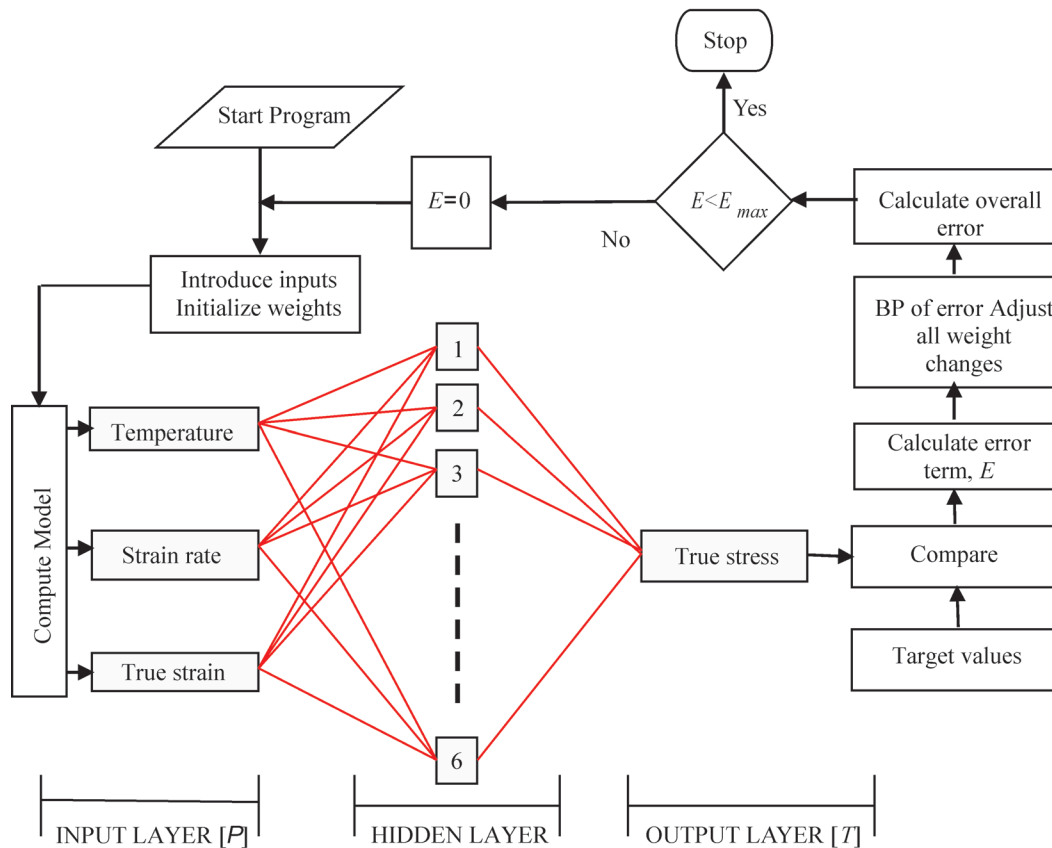 Stop
Yes
Start Program
E=0
E<E max
No
Calculate overall
error
Introduce inputs
Initialize weights
BP of error Adjust
all weight
changes
1
2
3
6
Compute Model
Temperature
Strain rate
True strain
True stress
Calculate error
term, E
Compare
Target values
INPUT LAYER [P]
HIDDEN LAYER
OUTPUT LAYER [T]